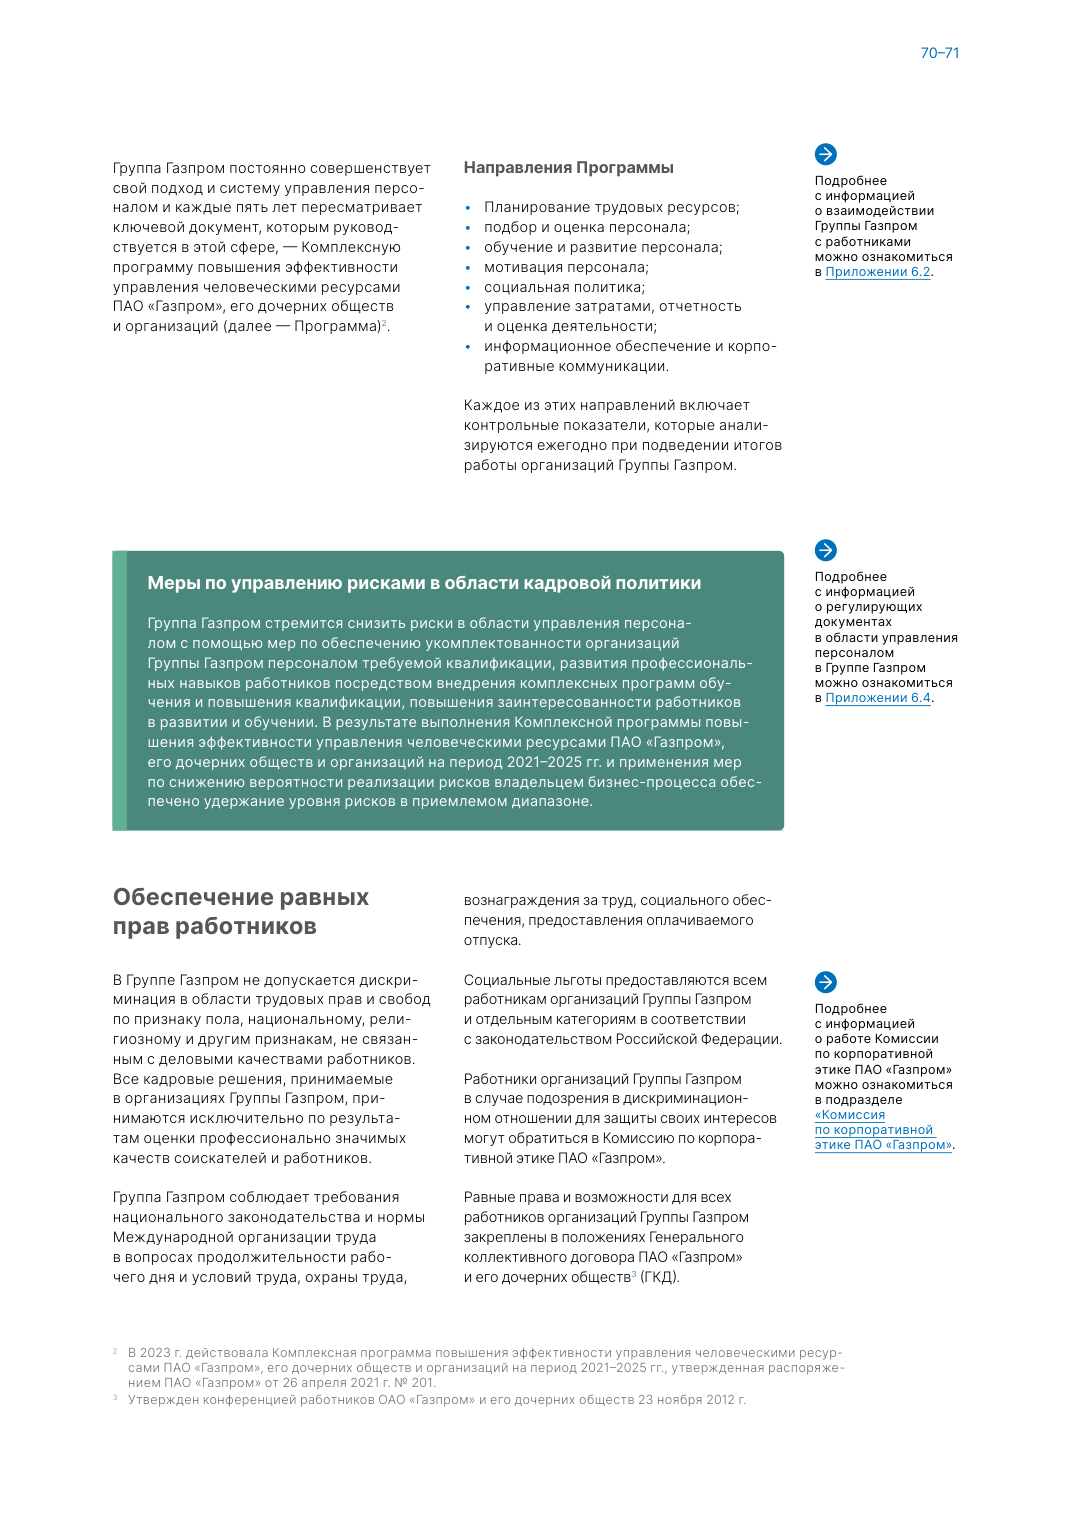 70–71
Группа Газпром постоянно совершенствует
свой подход и систему управления персо-
налом и каждые пять лет пересматривает
ключевой документ, которым руковод-
ствуется в этой сфере, — Комплексную
программу повышения эффективности
управления человеческими ресурсами
ПАО «Газпром», его дочерних обществ
и организаций (далее — Программа)².
Направления Программы
• Планирование трудовых ресурсов;
• подбор и оценка персонала;
• обучение и развитие персонала;
• мотивация персонала;
• социальная политика;
• управление затратами, отчетность
и оценка деятельности;
• информационное обеспечение и корпо-
ративные коммуникации.
Каждое из этих направлений включает
контрольные показатели, которые анали-
зируются ежегодно при подведении итогов
работы организаций Группы Газпром.
Подробнее
с информацией
о взаимодействии
Группы Газпром
с работниками
можно ознакомиться
в Приложении 6.2.
Меры по управлению рисками в области кадровой политики
Группа Газпром стремится снизить риски в области управления персона-
лом с помощью мер по обеспечению укомплектованности организаций
Группы Газпром персоналом требуемой квалификации, развития профессиональ-
ных навыков работников посредством внедрения комплексных программ обу-
чения и повышения квалификации, повышения заинтересованности работников
в развитии и обучении. В результате выполнения Комплексной программы повы-
шения эффективности управления человеческими ресурсами ПАО «Газпром»,
его дочерних обществ и организаций на период 2021–2025 гг. и применения мер
по снижению вероятности реализации рисков владельцем бизнес-процесса обес-
печено удержание уровня рисков в приемлемом диапазоне.
Подробнее
с информацией
о регулирующих
документах
в области управления
персоналом
в Группе Газпром
можно ознакомиться
в Приложении 6.4.
Обеспечение равных
прав работников
В Группе Газпром не допускается дискри-
минация в области трудовых прав и свобод
по признаку пола, национальному, рели-
гиозному и другим признакам, не связан-
ным с деловыми качествами работников.
Все кадровые решения, принимаемые
в организациях Группы Газпром, при-
нимаются исключительно по результа-
там оценки профессионально значимых
качеств соискателей и работников.
Группа Газпром соблюдает требования
национального законодательства и нормы
Международной организации труда
в вопросах продолжительности рабо-
чего дня и условий труда, охраны труда,
вознаграждения за труд, социального обес-
печения, предоставления оплачиваемого
отпуска.
Социальные льготы предоставляются всем
работникам организаций Группы Газпром
и отдельным категориям в соответствии
с законодательством Российской Федерации.
Работники организаций Группы Газпром
в случае подозрения в дискриминацион-
ном отношении для защиты своих интересов
могут обратиться в Комиссию по корпора-
тивной этике ПАО «Газпром».
Равные права и возможности для всех
работников организаций Группы Газпром
закреплены в положениях Генерального
коллективного договора ПАО «Газпром»
и его дочерних обществ³ (ГКД).
Подробнее
с информацией
о работе Комиссии
по корпоративной
этике ПАО «Газпром»
можно ознакомиться
в подразделе
«Комиссия
по корпоративной
этике ПАО «Газпром».
² В 2023 г. действовала Комплексная программа повышения эффективности управления человеческими ресур-
сами ПАО «Газпром», его дочерних обществ и организаций на период 2021–2025 гг., утвержденная распоряже-
нием ПАО «Газпром» от 26 апреля 2021 г. № 201.
³ Утвержден конференцией работников ОАО «Газпром» и его дочерних обществ 23 ноября 2012 г.